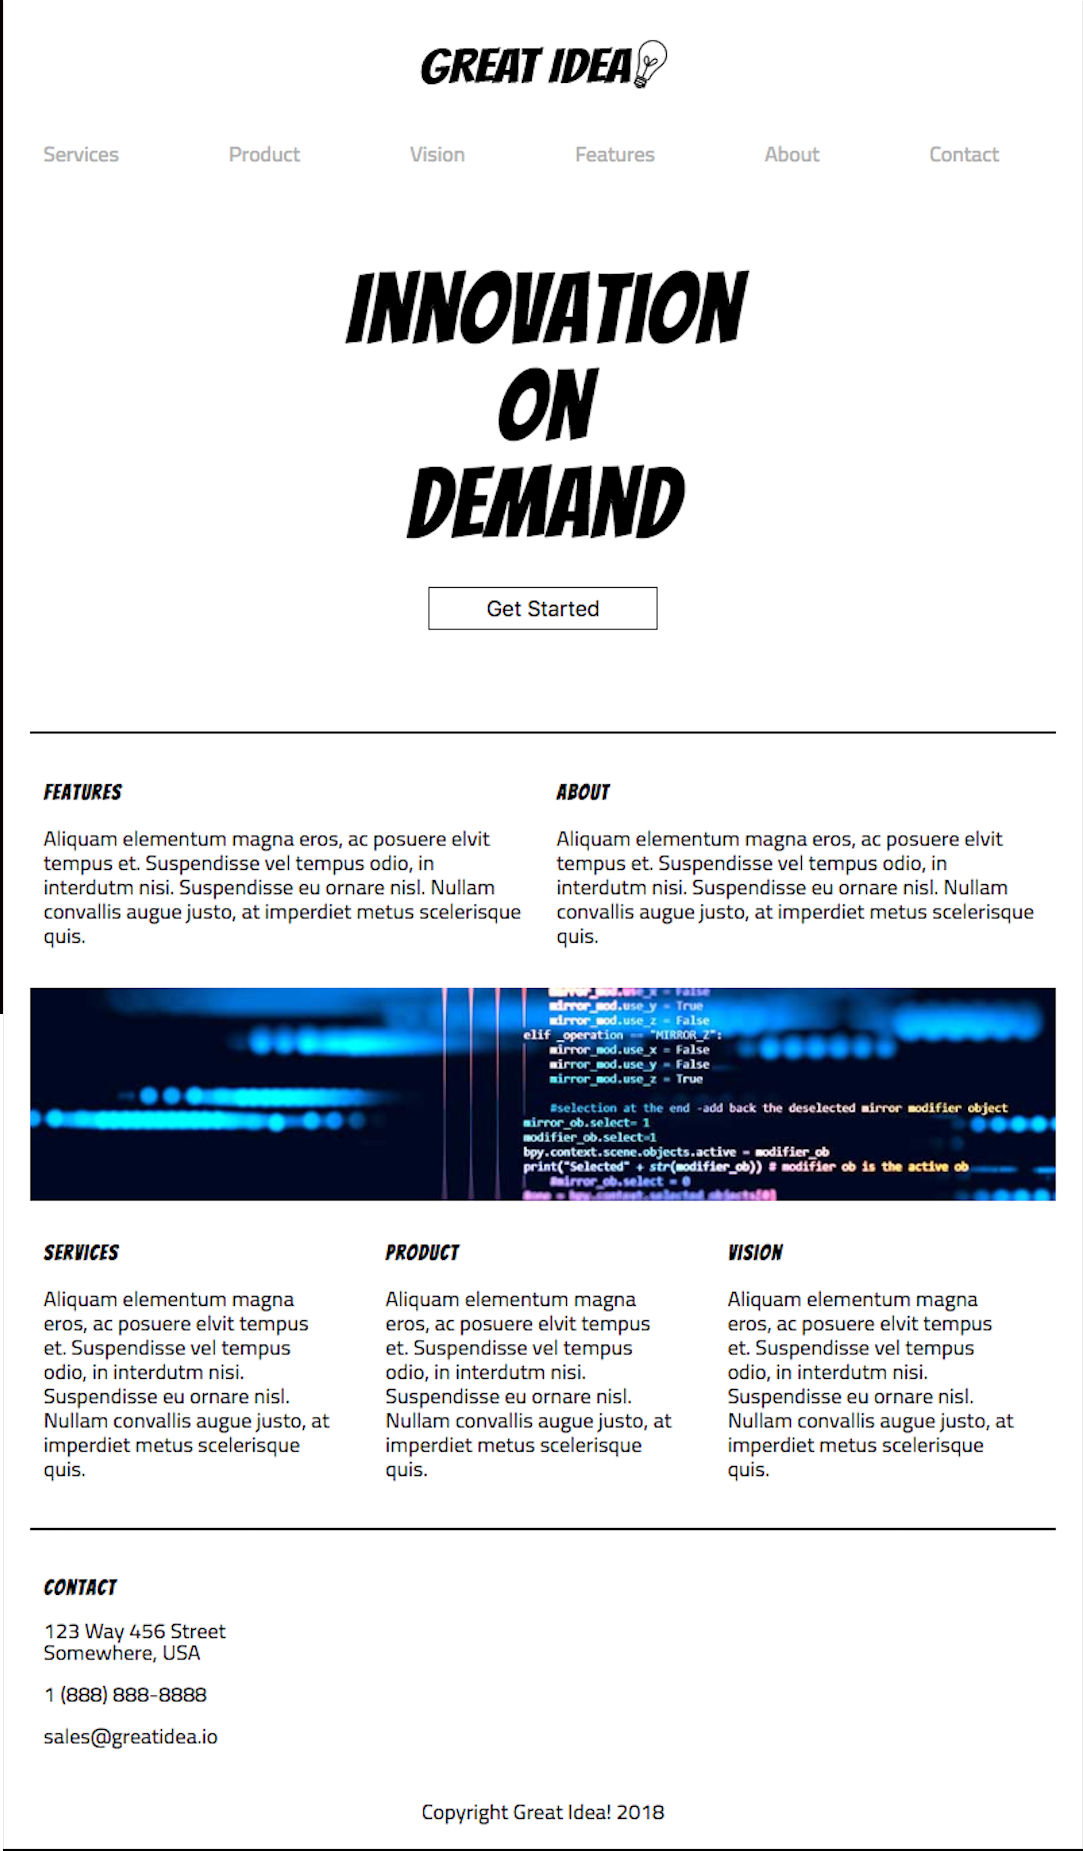 GREAT IDEA
Services Product Vision Features About Contact
INNOVATION
ON
DEMAND
Get Started
FEATURES
Aliquam elementum magna eros, ac posuere elvit
tempus et. Suspendisse vel tempus odio, in
interdutm nisi. Suspendisse eu ornare nisl. Nullam
convallis augue justo, at imperdiet metus scelerisque
quis.
ABOUT
Aliquam elementum magna eros, ac posuere elvit
tempus et. Suspendisse vel tempus odio, in
interdutm nisi. Suspendisse eu ornare nisl. Nullam
convallis augue justo, at imperdiet metus scelerisque
quis.
mirror_mod.use_x = False
mirror_mod.use_y = True
mirror_mod.use_z = False
elif _operation == "MIRROR_Z":
mirror_mod.use_x = False
mirror_mod.use_y = False
mirror_mod.use_z = True
#selection at the end -add back the deselected mirror modifier object
mirror_ob.select= 1
modifier_ob.select=1
bpy.context.scene.objects.active = modifier_ob
print("Selected" + str(modifier_ob)) # modifier ob is the active ob
#mirror_ob.select = 0
= bpy.context.selected_objects[0]
SERVICES
Aliquam elementum magna
eros, ac posuere elvit tempus
et. Suspendisse vel tempus
odio, in interdutm nisi.
Suspendisse eu ornare nisl.
Nullam convallis augue justo, at
imperdiet metus scelerisque
quis.
PRODUCT
Aliquam elementum magna
eros, ac posuere elvit tempus
et. Suspendisse vel tempus
odio, in interdutm nisi.
Suspendisse eu ornare nisl.
Nullam convallis augue justo, at
imperdiet metus scelerisque
quis.
VISION
Aliquam elementum magna
eros, ac posuere elvit tempus
et. Suspendisse vel tempus
odio, in interdutm nisi.
Suspendisse eu ornare nisl.
Nullam convallis augue justo, at
imperdiet metus scelerisque
quis.
CONTACT
123 Way 456 Street
Somewhere, USA
1 (888) 888-8888
sales@greatidea.io
Copyright Great Idea! 2018